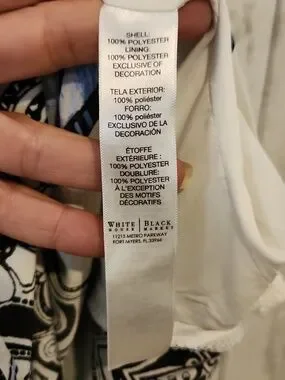 SHELL:
100% POLYESTER
LINING:
100% POLYESTER
EXCLUSIVE OF
DECORATION
TELA EXTERIOR:
100% poliéster
FORRO:
100% poliéster
EXCLUSIVO DE LA
DECORACIÓN
ÉTOFFE
EXTÉRIEURE :
100% POLYESTER
DOUBLURE:
100% POLYESTER
À L'EXCEPTION
DES MOTIFS
DÉCORATIFS
WHITE | BLACK
HOUSE | MARKET
11215 METRO PARKWAY
FORT MYERS, FL 33966